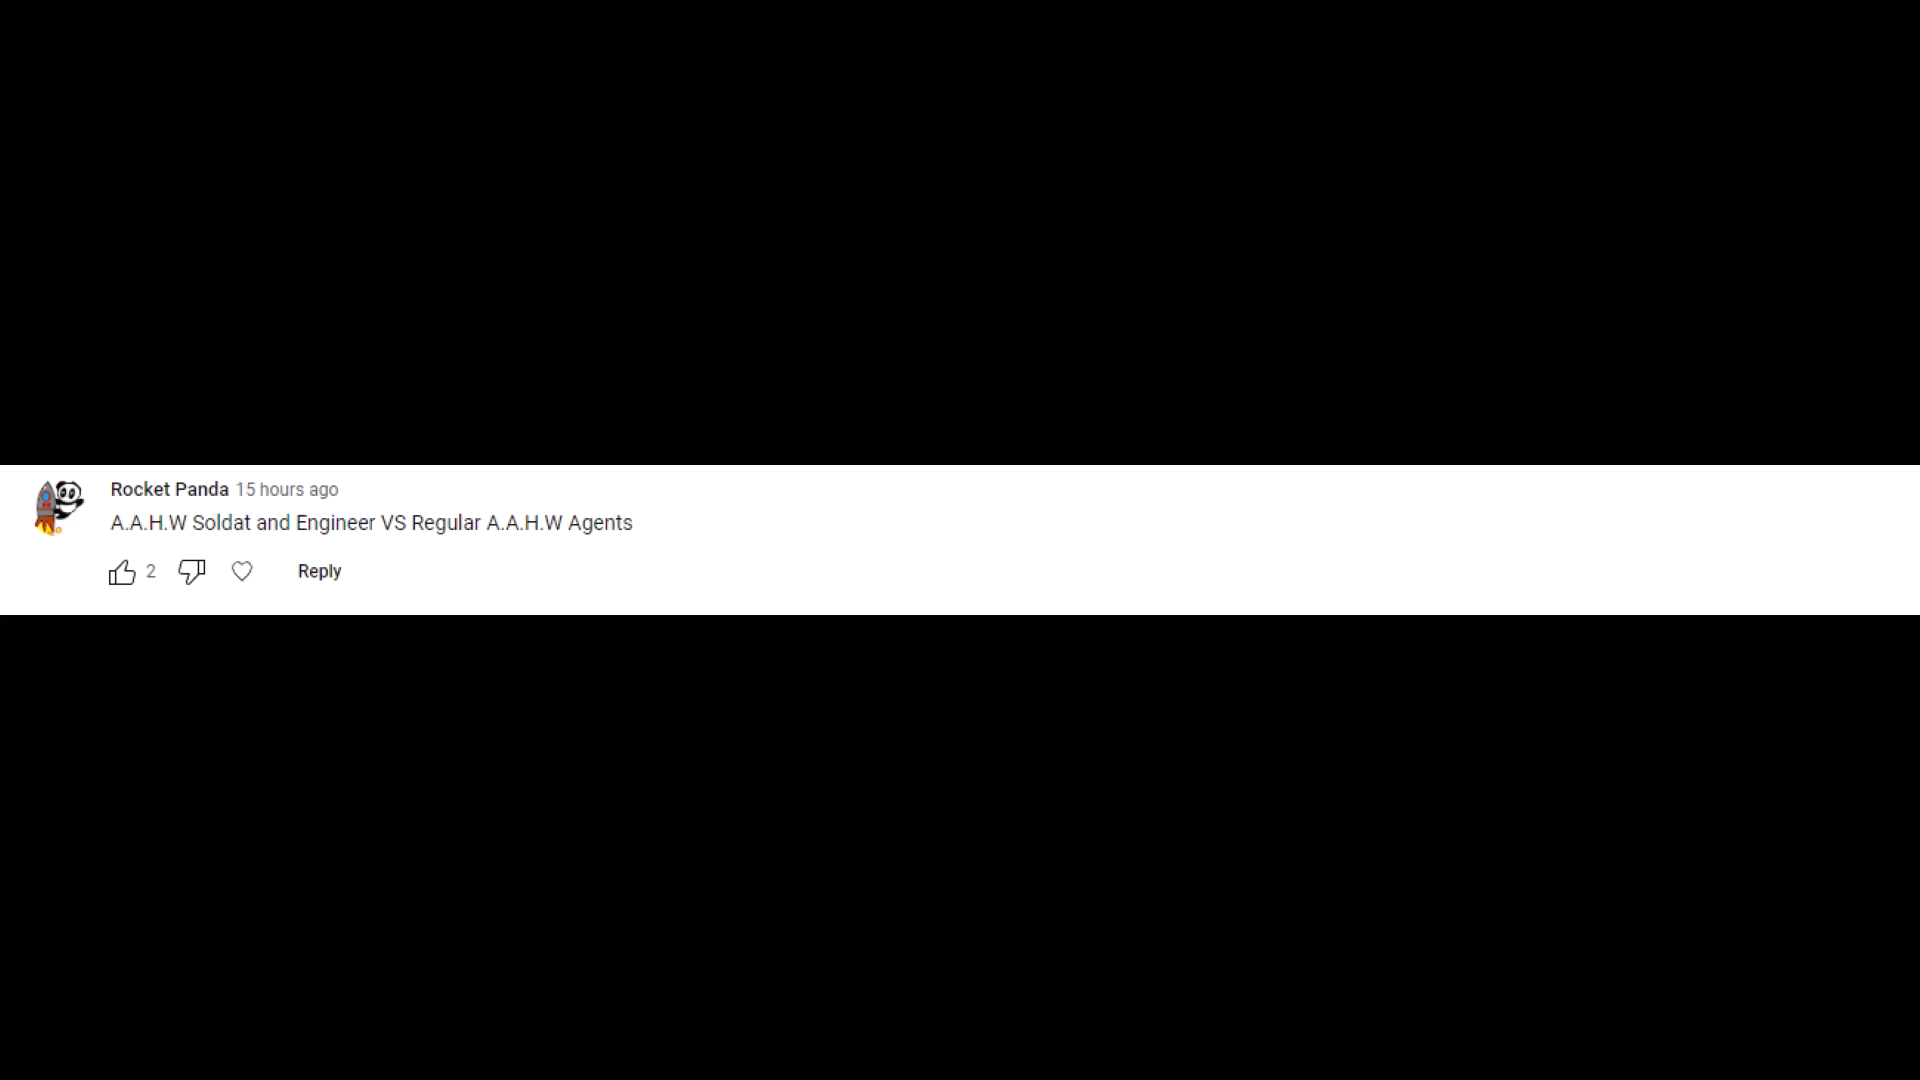 Rocket Panda 15 hours ago
A.A.H.W Soldat and Engineer VS Regular A.A.H.W Agents
2 Reply